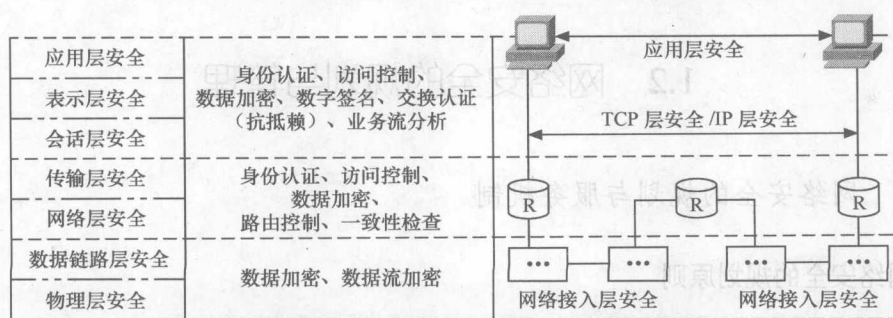 应用层安全
表示层安全
会话层安全
传输层安全
网络层安全
数据链路层安全
物理层安全
身份认证、访问控制、
数据加密、数字签名、交换认证
（抗抵赖）、业务流分析
身份认证、访问控制、
数据加密、
路由控制、一致性检查
数据加密、数据流加密
应用层安全
TCP 层安全 /IP 层安全
R
R
R
网络接入层安全
网络接入层安全